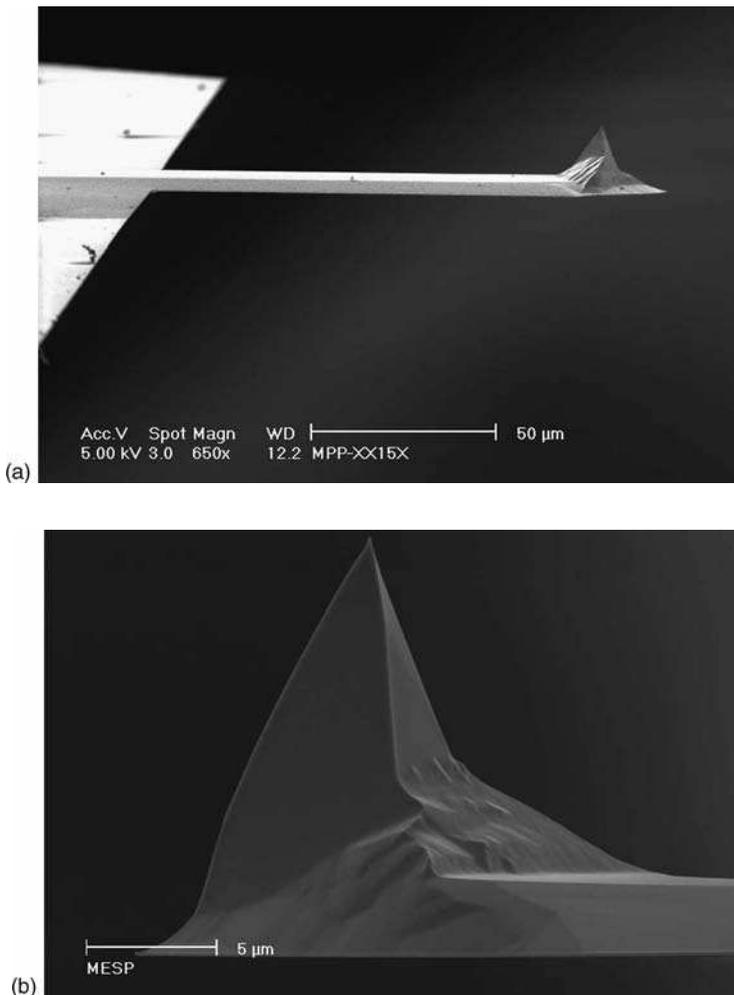 Acc.V Spot Magn WD 50 µm
5.00 kV 3.0 650x 12.2 MPP-XX15X
(a)
5 µm
MESP
(b)